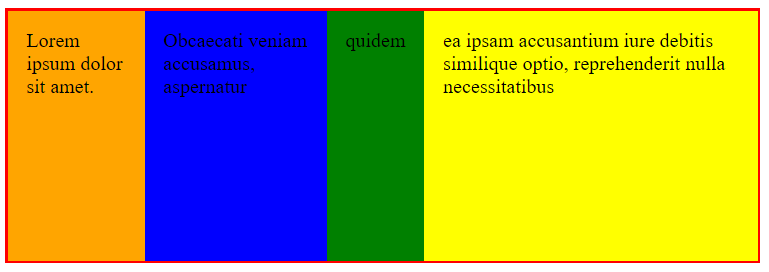 Lorem
ipsum dolor
sit amet.
Obcaecati veniam
accusamus,
aspernatur
quidem
ea ipsam accusantium iure debitis
similique optio, reprehenderit nulla
necessitatibus